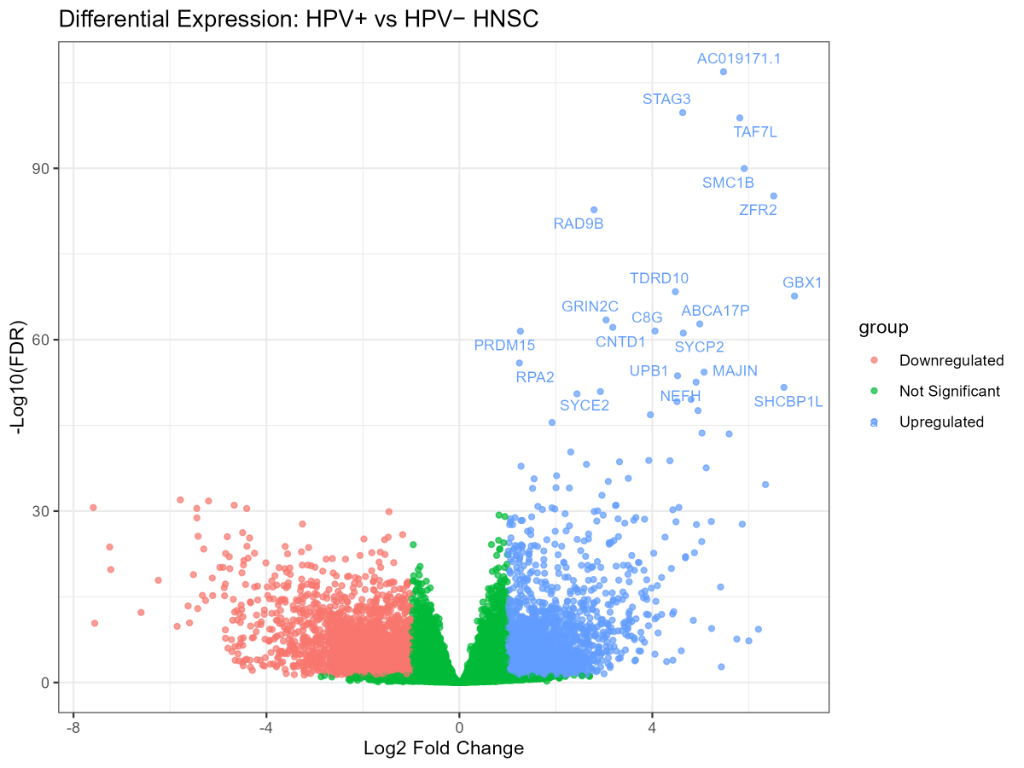 Differential Expression: HPV+ vs HPV− HNSC
AC019171.1
STAG3
TAF7L
SMC1B
ZFR2
RAD9B
TDRD10
GBX1
GRIN2C
ABCA17P
C8G
CNTD1
PRDM15
SYCP2
RPA2
UPB1
MAJIN
NEFH
SYCE2
SHCBP1L
90
60
30
0
-Log10(FDR)
-8
-4
0
4
Log2 Fold Change
group
Downregulated
Not Significant
Upregulated